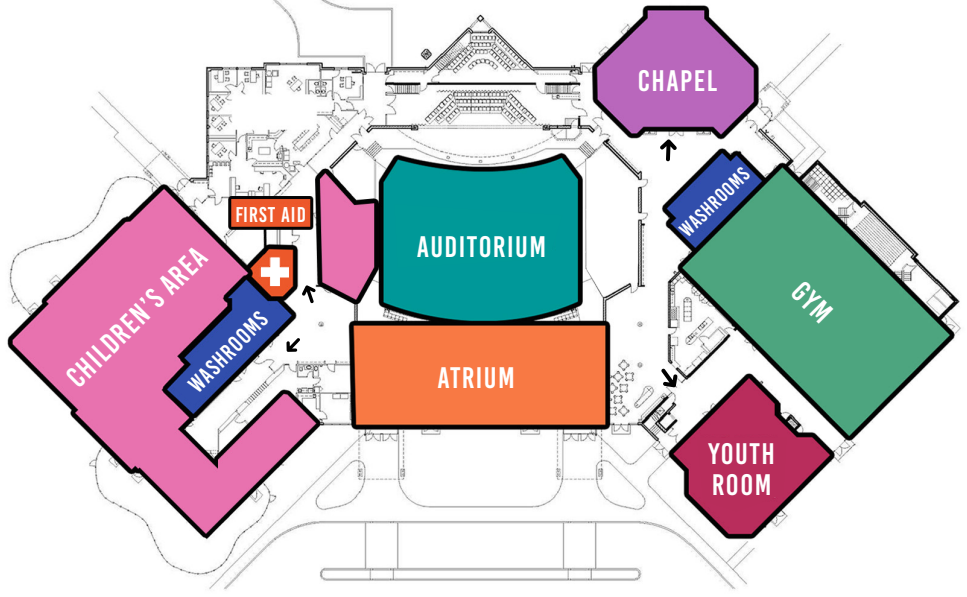 CHAPEL
WASHROOMS
FIRST AID
AUDITORIUM
CHILDREN'S AREA
GYM
WASHROOMS
ATRIUM
YOUTH
ROOM